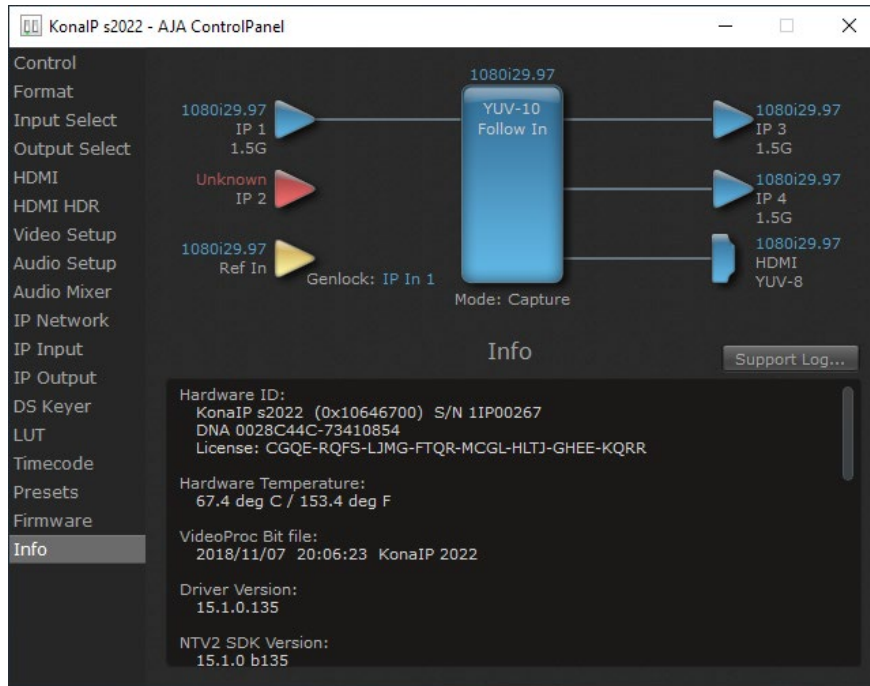 KonaIP s2022 - AJA ControlPanel
Control
Format
Input Select
Output Select
HDMI
HDMI HDR
Video Setup
Audio Setup
Audio Mixer
IP Network
IP Input
IP Output
DS Keyer
LUT
Timecode
Presets
Firmware
Info
1080i29.97
IP 1
1.5G
Unknown
IP 2
1080i29.97
Ref In
Genlock: IP In 1
1080i29.97
YUV-10
Follow In
Mode: Capture
1080i29.97
IP 3
1.5G
1080i29.97
IP 4
1.5G
1080i29.97
HDMI
YUV-8
Info
Support Log...
Hardware ID:
KonaIP s2022 (0x10646700) S/N 1IP00267
DNA 0028C44C-73410854
License: CGQE-RQFS-LJMG-FTQR-MCGL-HLTJ-GHEE-KQRR
Hardware Temperature:
67.4 deg C / 153.4 deg F
VideoProc Bit file:
2018/11/07 20:06:23 KonaIP 2022
Driver Version:
15.1.0.135
NTV2 SDK Version:
15.1.0 b135